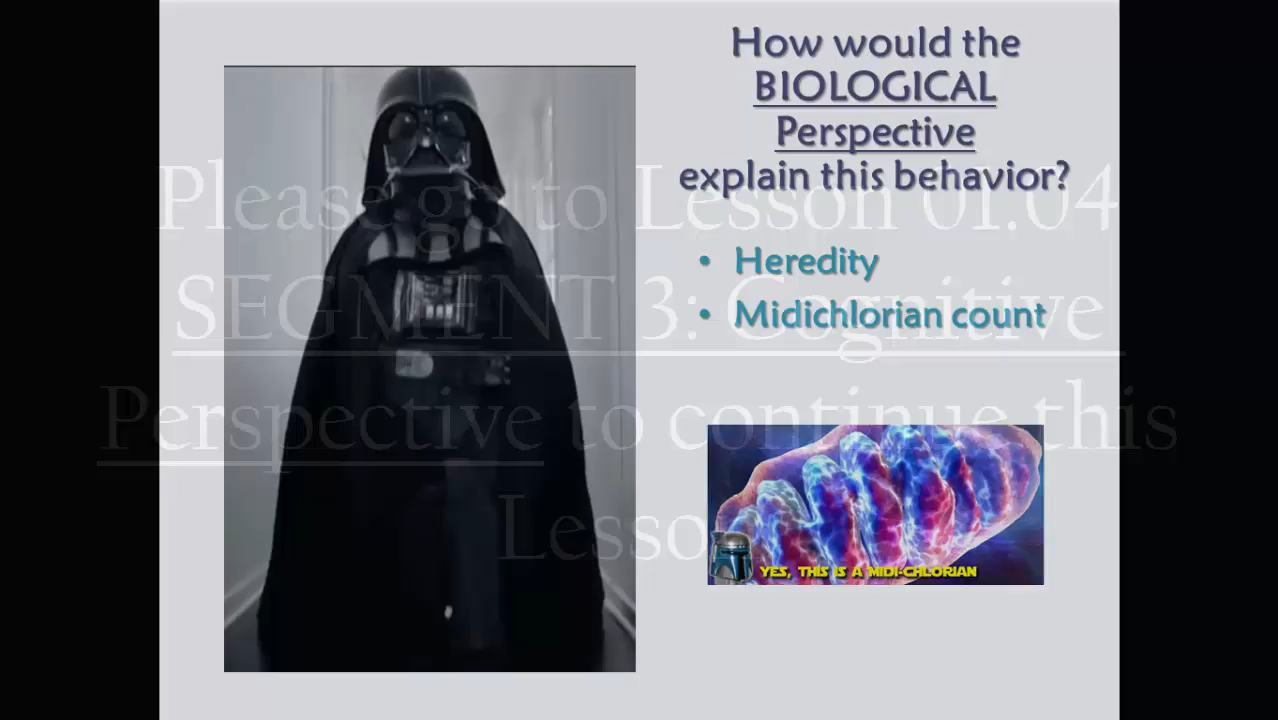 How would the
BIOLOGICAL
Perspective
explain this behavior?
• Heredity
• Midichlorian count
YES, THIS IS A MIDI-CHLORIAN
Please go to Lesson 01.04
SEGMENT 3: Cognitive
Perspective to continue this
Lesson